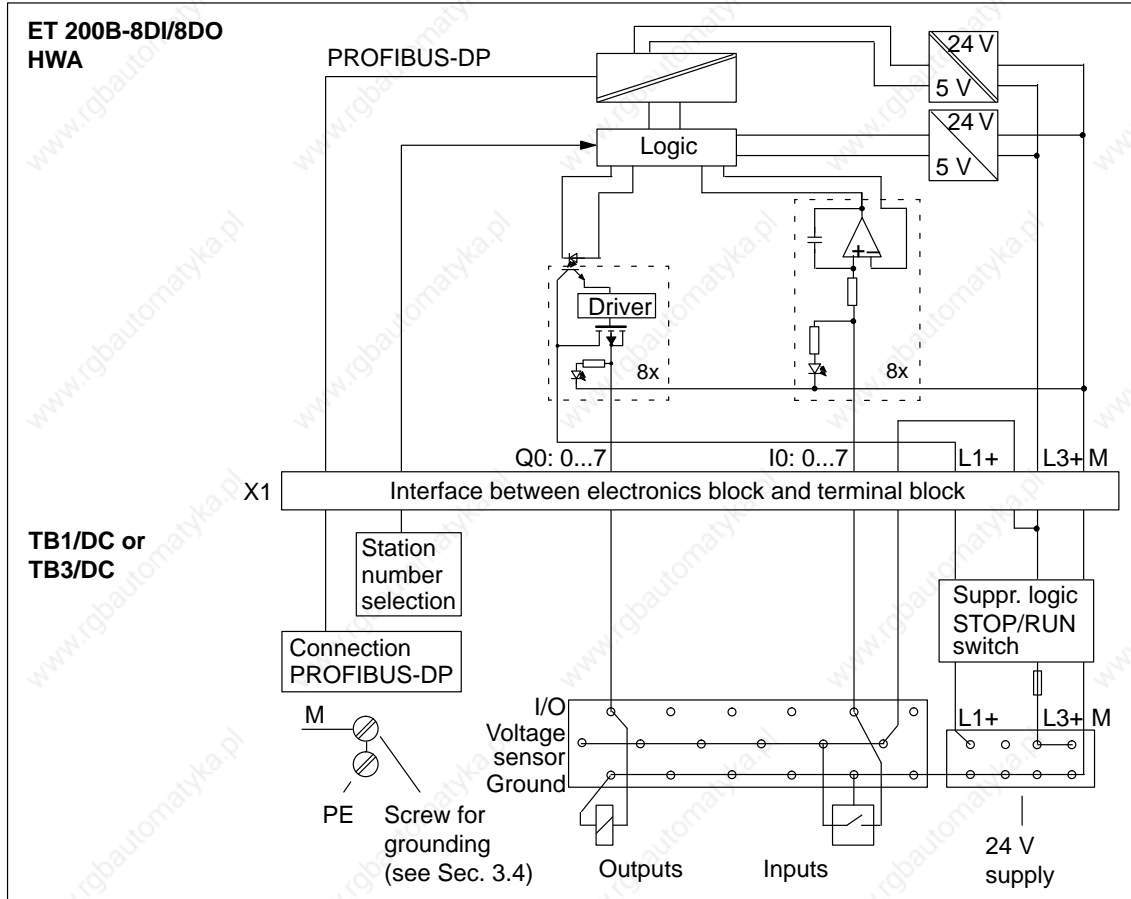 ET 200B-8DI/8DO
HWA
PROFIBUS-DP
24 V
5 V
24 V
5 V
Logic
+ -
Driver
8x
8x
Q0: 0...7
I0: 0...7
L1+
L3+ M
X1
Interface between electronics block and terminal block
TB1/DC or
TB3/DC
Station
number
selection
Suppr. logic
STOP/RUN
switch
Connection
PROFIBUS-DP
M
I/O
Voltage
sensor
Ground
L1+
L3+ M
PE
Screw for
grounding
(see Sec. 3.4)
Outputs
Inputs
24 V
supply
www.rgbautomatyka.pl